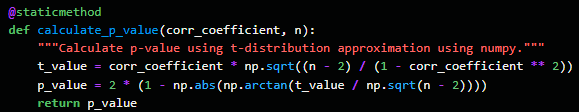 @staticmethod
def calculate_p_value(corr_coefficient, n):
    """Calculate p-value using t-distribution approximation using numpy."""
    t_value = corr_coefficient * np.sqrt((n - 2) / (1 - corr_coefficient ** 2))
    p_value = 2 * (1 - np.abs(np.arctan(t_value / np.sqrt(n - 2))))
    return p_value